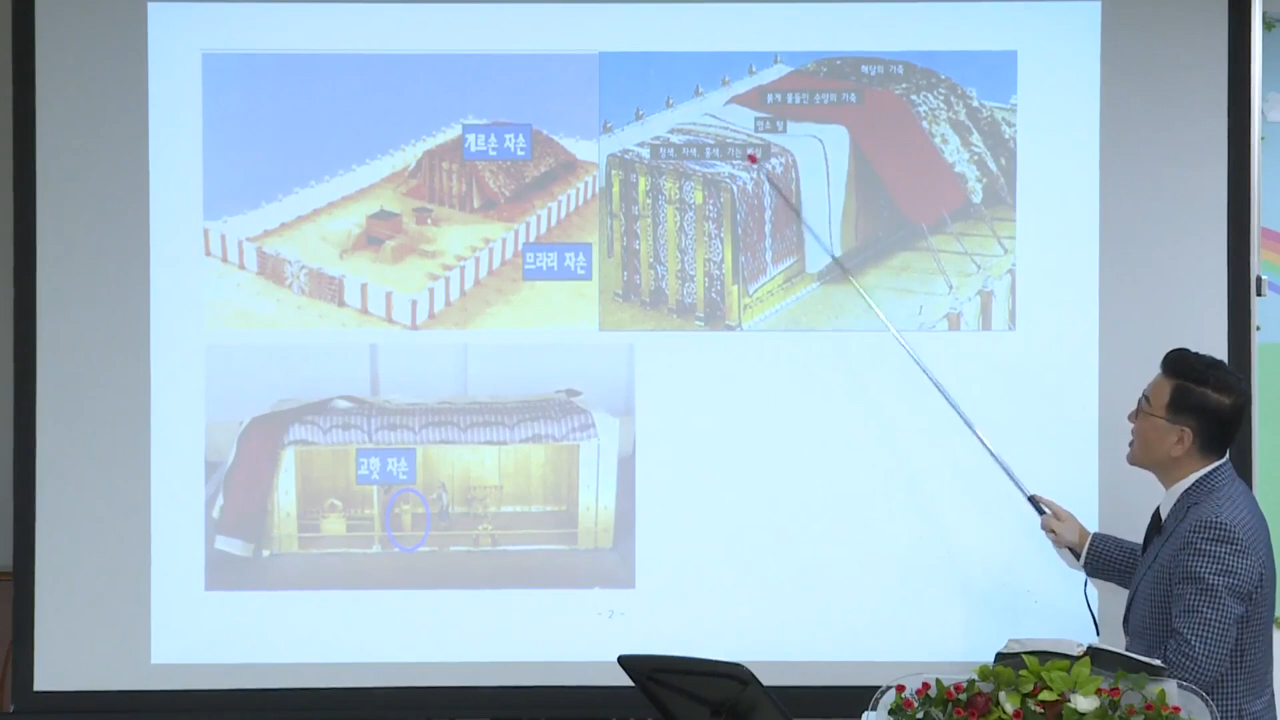 해달의 가죽
붉게 물들인 숫양의 가죽
염소 털
게르손 자손
청색, 자색, 홍색, 가는
므라리 자손
고핫 자손
- 2 -